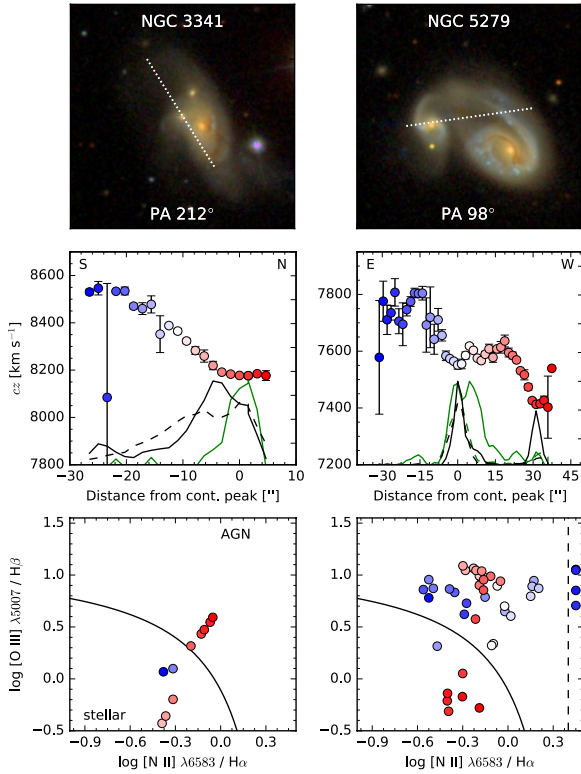 NGC 3341
PA 212°
NGC 5279
PA 98°
S N
8600
8400
8200
8000
7800
cz [km s⁻¹]
−30 −20 −10 0 10
Distance from cont. peak ["]
E W
7800
7600
7400
7200
−30 −15 0 15 30 45
Distance from cont. peak ["]
AGN
stellar
1.5
1.0
0.5
0.0
−0.5
log [O III] λ5007 / Hβ
−0.9 −0.6 −0.3 0.0 0.3
log [N II] λ6583 / Hα
1.5
1.0
0.5
0.0
−0.5
−0.9 −0.6 −0.3 0.0 0.3
log [N II] λ6583 / Hα